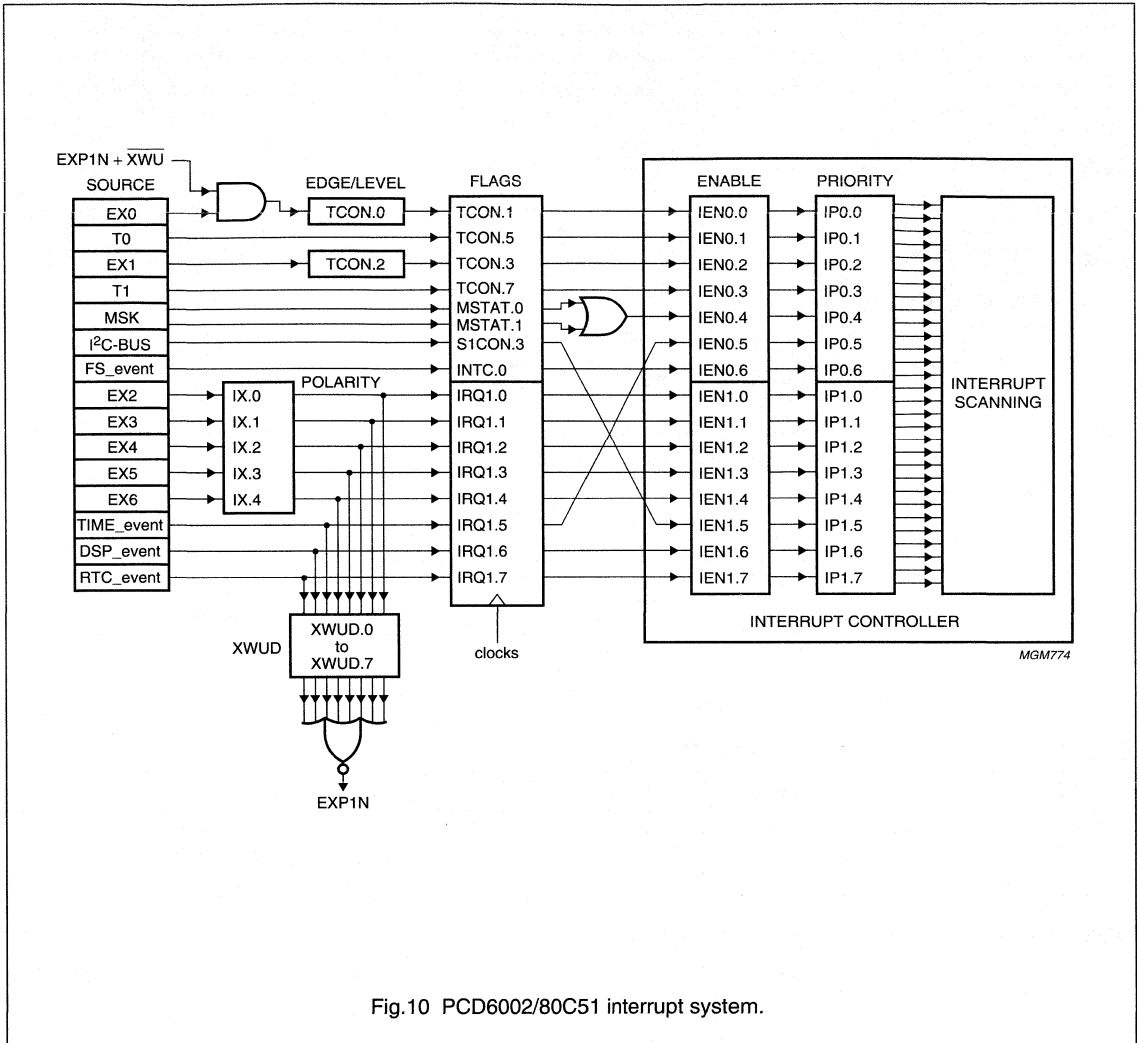 EXP1N + XWU
SOURCE
EX0
T0
EX1
T1
MSK
I²C-BUS
FS_event
EX2
EX3
EX4
EX5
EX6
TIME_event
DSP_event
RTC_event
EDGE/LEVEL
TCON.0
TCON.2
POLARITY
IX.0
IX.1
IX.2
IX.3
IX.4
XWUD
XWUD.0
to
XWUD.7
EXP1N
FLAGS
TCON.1
TCON.5
TCON.3
TCON.7
MSTAT.0
MSTAT.1
S1CON.3
INTC.0
IRQ1.0
IRQ1.1
IRQ1.2
IRQ1.3
IRQ1.4
IRQ1.5
IRQ1.6
IRQ1.7
clocks
ENABLE
IEN0.0
IEN0.1
IEN0.2
IEN0.3
IEN0.4
IEN0.5
IEN0.6
IEN1.0
IEN1.1
IEN1.2
IEN1.3
IEN1.4
IEN1.5
IEN1.6
IEN1.7
PRIORITY
IP0.0
IP0.1
IP0.2
IP0.3
IP0.4
IP0.5
IP0.6
IP1.0
IP1.1
IP1.2
IP1.3
IP1.4
IP1.5
IP1.6
IP1.7
INTERRUPT
SCANNING
INTERRUPT CONTROLLER
MGM774
Fig.10 PCD6002/80C51 interrupt system.